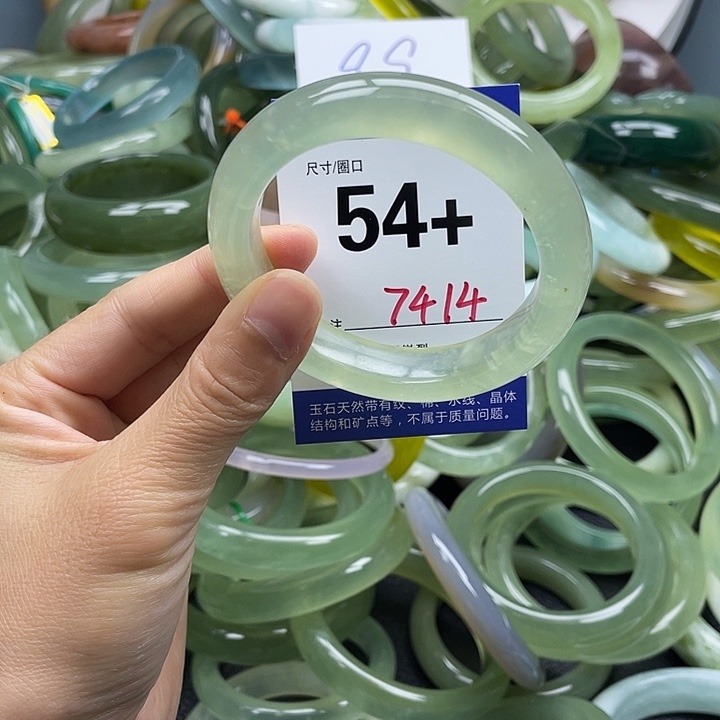 尺寸/圈口
54+
7414
玉石天然带有纹、棉、水线、晶体
结构和矿点等，不属于质量问题。